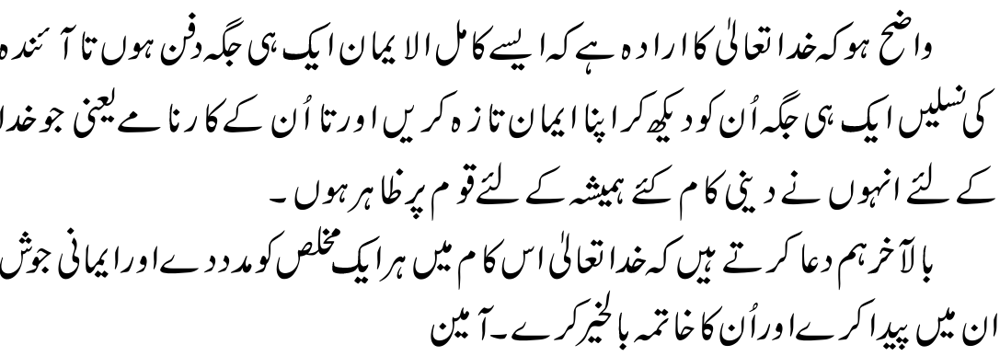 واضح ہو کہ خدا تعالیٰ کا ارادہ ہے کہ ایسے کامل الایمان ایک ہی جگہ دفن ہوں تا آئندہ
کی نسلیں ایک ہی جگہ اُن کو دیکھ کر اپنا ایمان تازہ کریں اور تا اُن کے کارنامے یعنی جو خدا
کے لئے انہوں نے دینی کام کئے ہمیشہ کے لئے قوم پر ظاہر ہوں ۔
بالآخر ہم دعا کرتے ہیں کہ خدا تعالیٰ اس کام میں ہر ایک مخلص کو مدد دے اور ایمانی جوش
ان میں پیدا کرے اور اُن کا خاتمہ بالخیر کرے۔ آمین